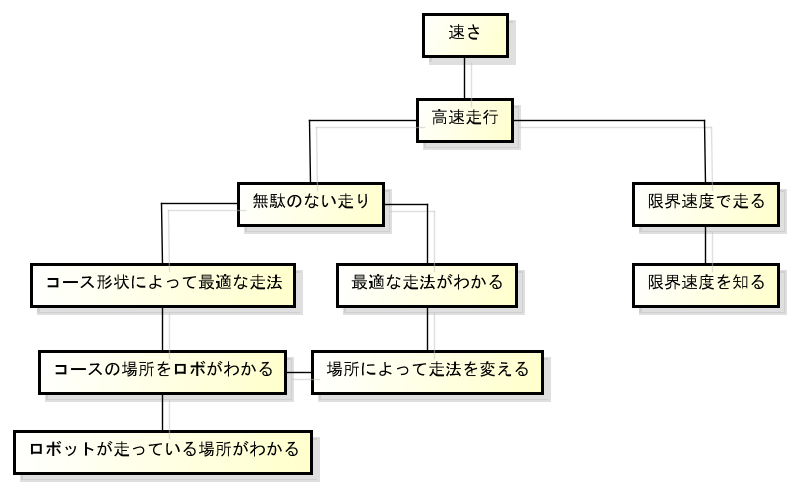 速さ
高速走行
無駄のない走り
限界速度で走る
コース形状によって最適な走法
最適な走法がわかる
限界速度を知る
コースの場所をロボがわかる
場所によって走法を変える
ロボットが走っている場所がわかる